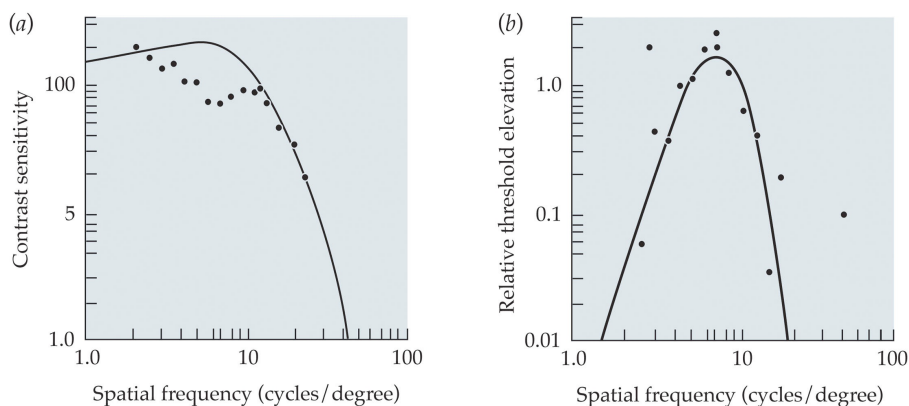 (a)
Contrast sensitivity
100
5
1.0
1.0
10
100
Spatial frequency (cycles/degree)
(b)
Relative threshold elevation
1.0
0.1
0.01
1.0
10
100
Spatial frequency (cycles/degree)